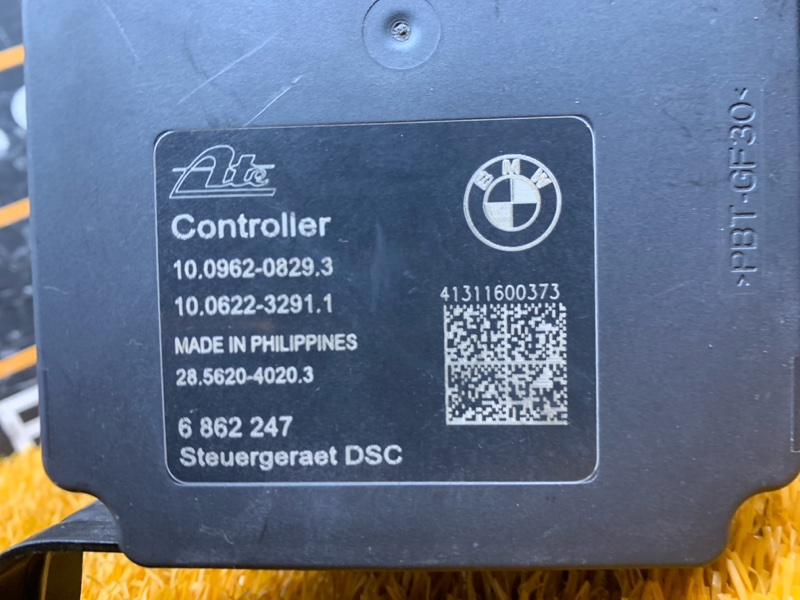 Ate
BMW
Controller
10.0960-0829.3
10.0622-3291.1
41311600373
MADE IN PHILIPPINES
28.5620-4020.3
6 862 247
Steuergeraet DSC
>PBT-GF30<